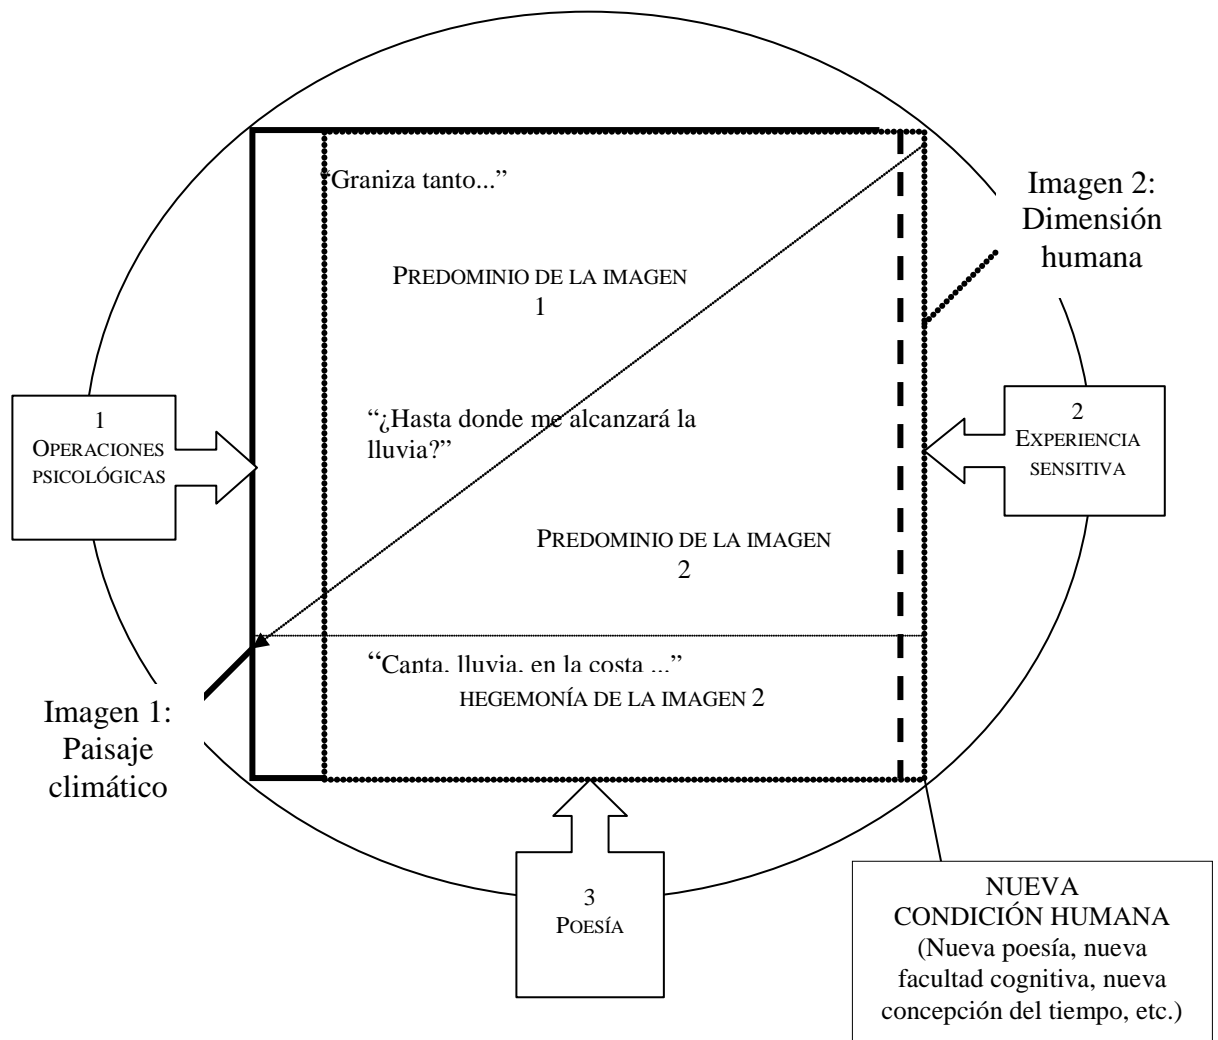 “Graniza tanto...”
Imagen 2:
Dimensión
humana
PREDOMINIO DE LA IMAGEN
1
1
OPERACIONES
PSICOLÓGICAS
“¿Hasta donde me alcanzará la
lluvia?”
2
EXPERIENCIA
SENSITIVA
PREDOMINIO DE LA IMAGEN
2
“Canta, lluvia, en la costa ...”
HEGEMONÍA DE LA IMAGEN 2
Imagen 1:
Paisaje
climático
3
POESÍA
NUEVA
CONDICIÓN HUMANA
(Nueva poesía, nueva
facultad cognitiva, nueva
concepción del tiempo, etc.)